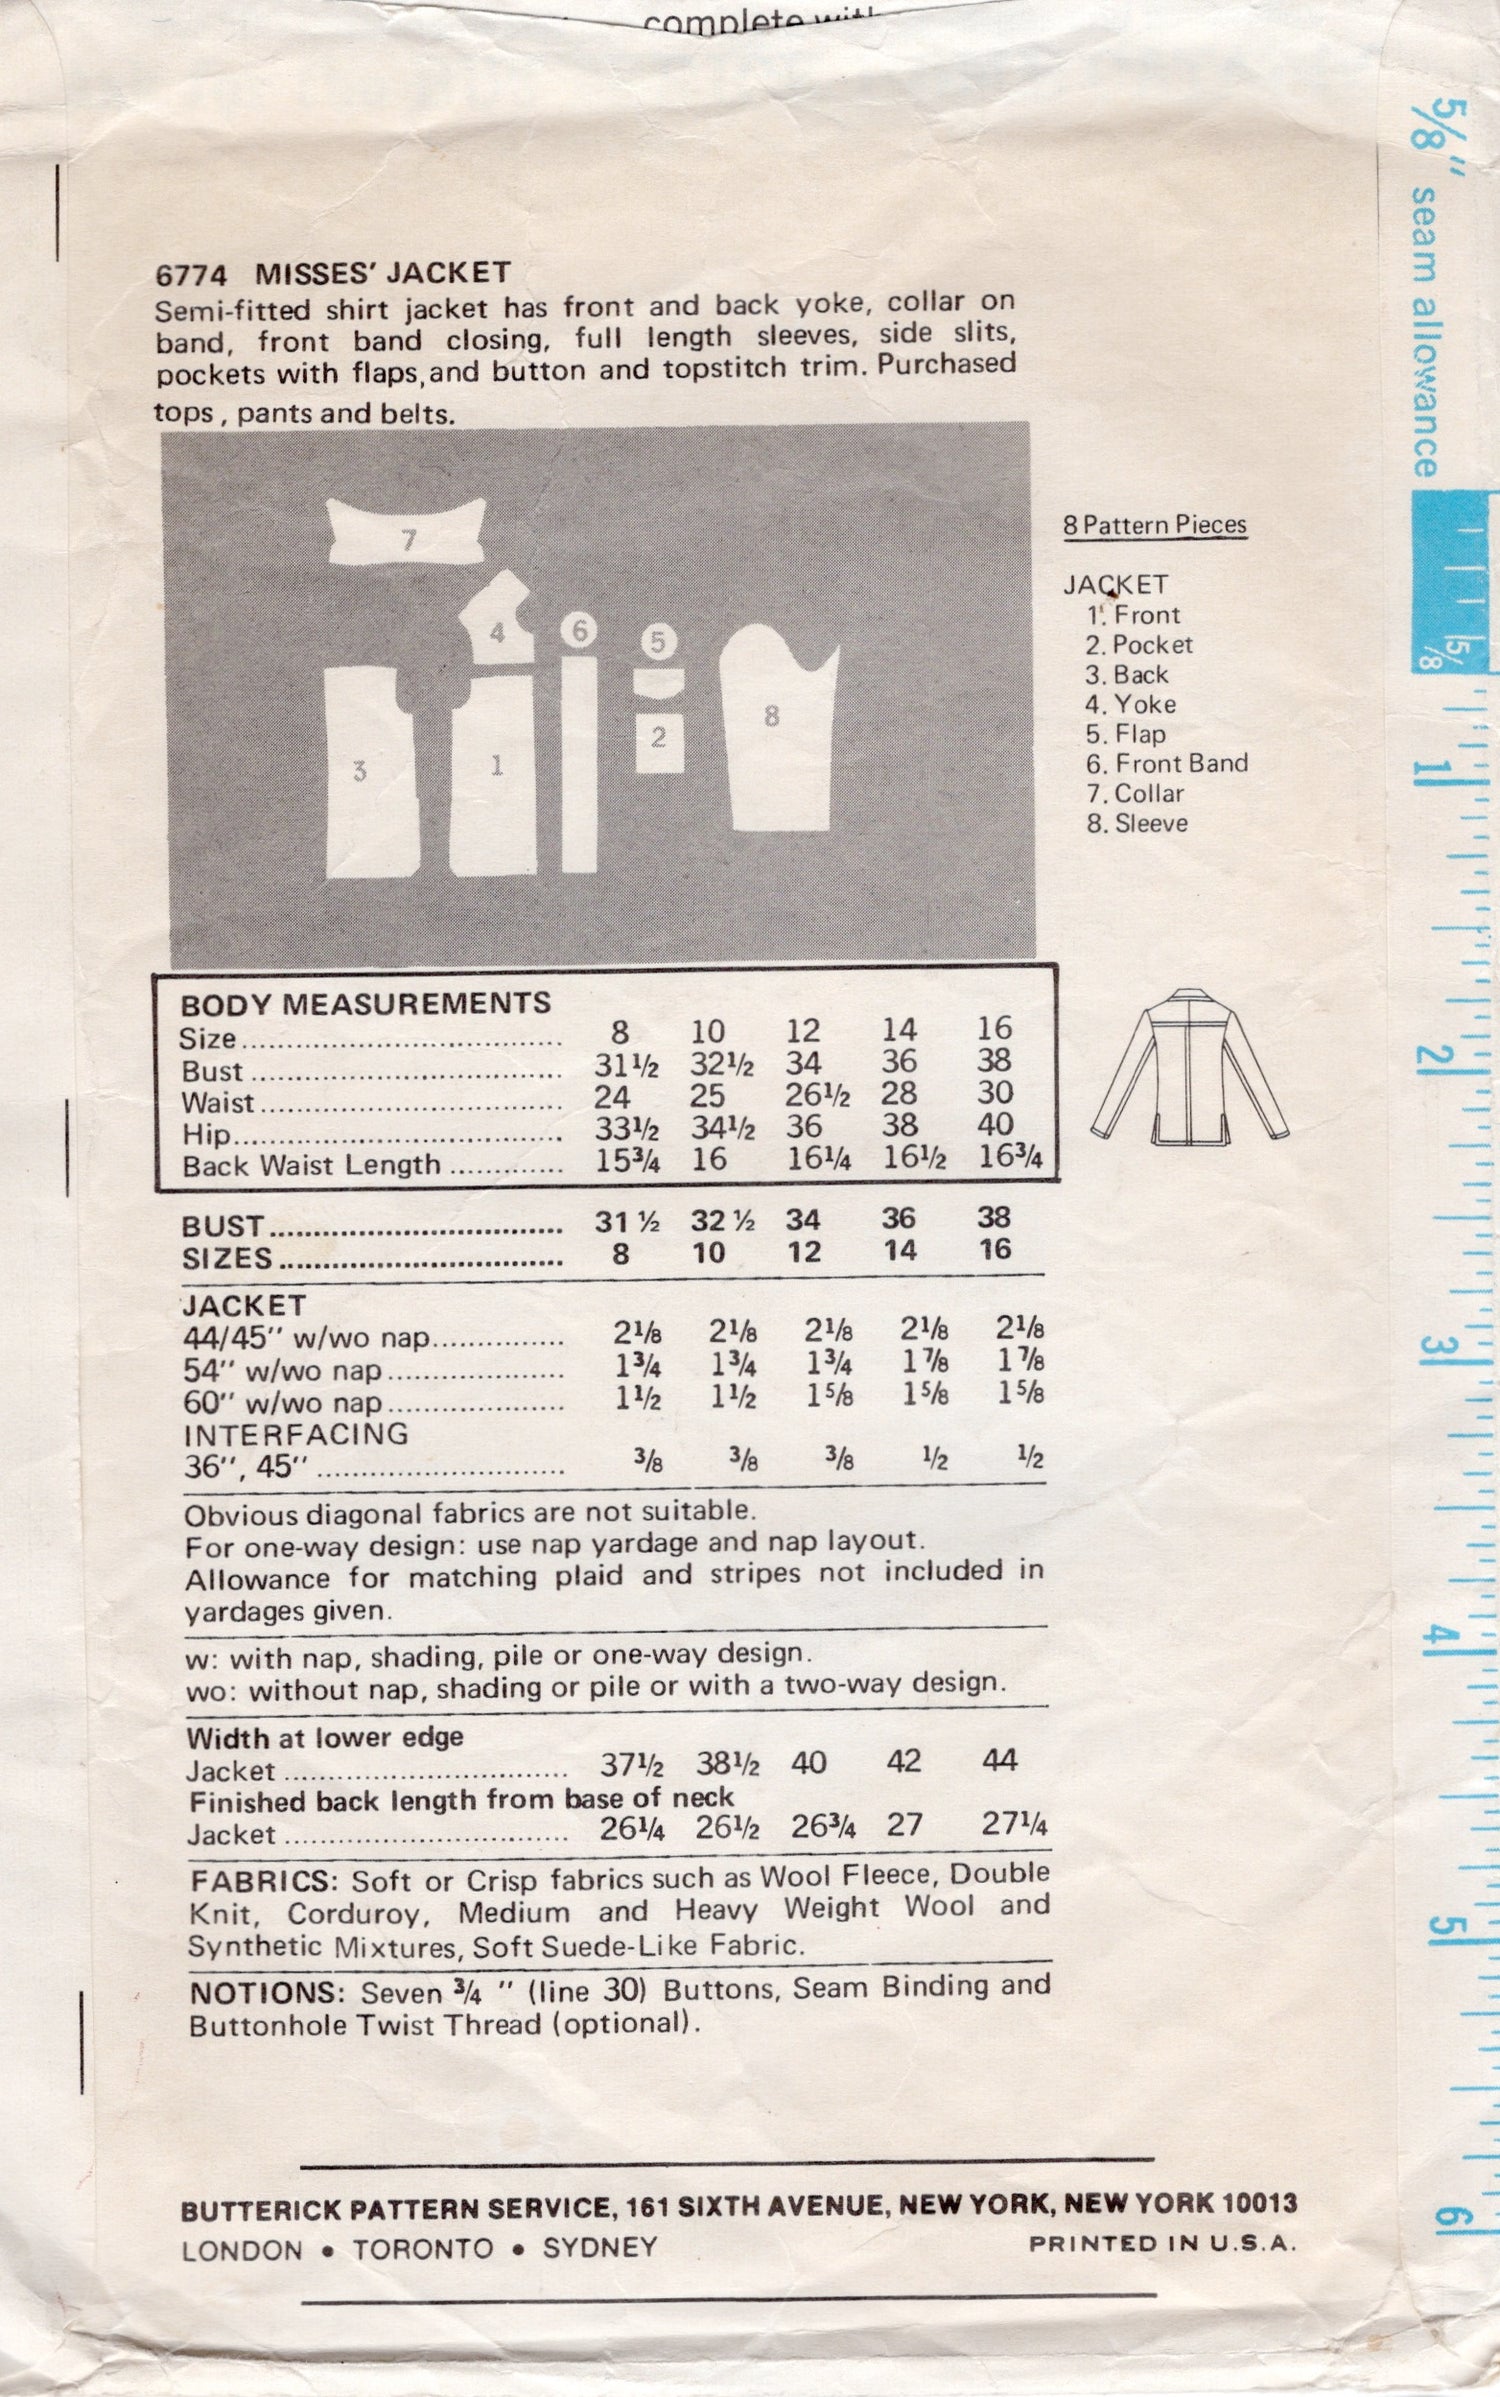 complete with
5/8" seam allowance
6774 MISSES' JACKET
Semi-fitted shirt jacket has front and back yoke, collar on
band, front band closing, full length sleeves, side slits,
pockets with flaps,and button and topstitch trim. Purchased
tops, pants and belts.
7
4
6
5
3
1
2
8
8 Pattern Pieces
JACKET
1. Front
2. Pocket
3. Back
4. Yoke
5. Flap
6. Front Band
7. Collar
8. Sleeve
BODY MEASUREMENTS
Size.................................... 8 10 12 14 16
Bust .................................. 31½ 32½ 34 36 38
Waist................................. 24 25 26½ 28 30
Hip.................................... 33½ 34½ 36 38 40
Back Waist Length ............. 15¾ 16 16¼ 16½ 16¾
BUST................................. 31 ½ 32 ½ 34 36 38
SIZES................................ 8 10 12 14 16
JACKET
44/45" w/wo nap............... 2⅛ 2⅛ 2⅛ 2⅛ 2⅛
54" w/wo nap.................... 1¾ 1¾ 1¾ 1⅞ 1⅞
60" w/wo nap.................... 1½ 1½ 1⅝ 1⅝ 1⅝
INTERFACING
36", 45" ............................ ⅜ ⅜ ⅜ ½ ½
Obvious diagonal fabrics are not suitable.
For one-way design: use nap yardage and nap layout.
Allowance for matching plaid and stripes not included in
yardages given.
w: with nap, shading, pile or one-way design.
wo: without nap, shading or pile or with a two-way design.
Width at lower edge
Jacket ................................ 37½ 38½ 40 42 44
Finished back length from base of neck
Jacket ................................ 26¼ 26½ 26¾ 27 27¼
FABRICS: Soft or Crisp fabrics such as Wool Fleece, Double
Knit, Corduroy, Medium and Heavy Weight Wool and
Synthetic Mixtures, Soft Suede-Like Fabric.
NOTIONS: Seven ¾ " (line 30) Buttons, Seam Binding and
Buttonhole Twist Thread (optional).
BUTTERICK PATTERN SERVICE, 161 SIXTH AVENUE, NEW YORK, NEW YORK 10013
LONDON • TORONTO • SYDNEY PRINTED IN U.S.A.
5/8
1
2
3
4
5
6